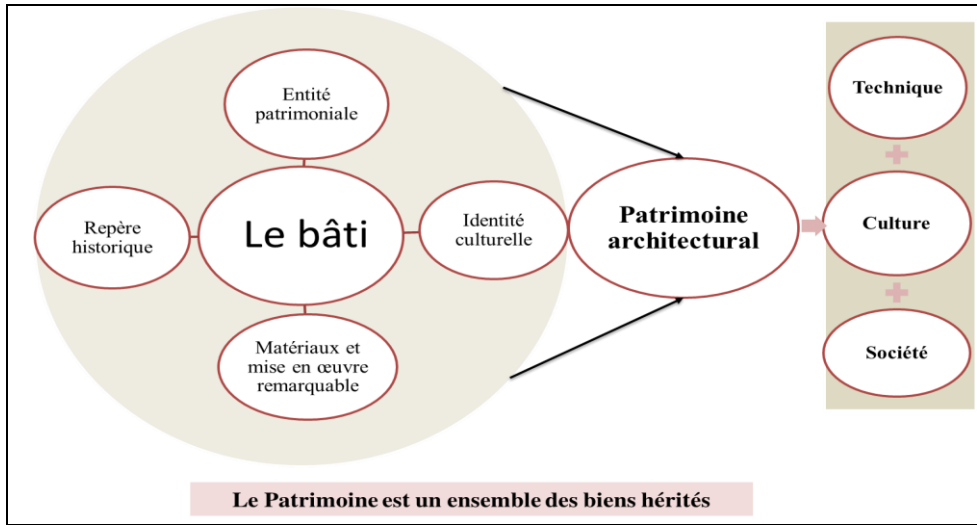 Entité
patrimoniale
Repère
historique
Le bâti
Identité
culturelle
Matériaux et
mise en œuvre
remarquable
Patrimoine
architectural
Technique
Culture
Société
Le Patrimoine est un ensemble des biens hérités